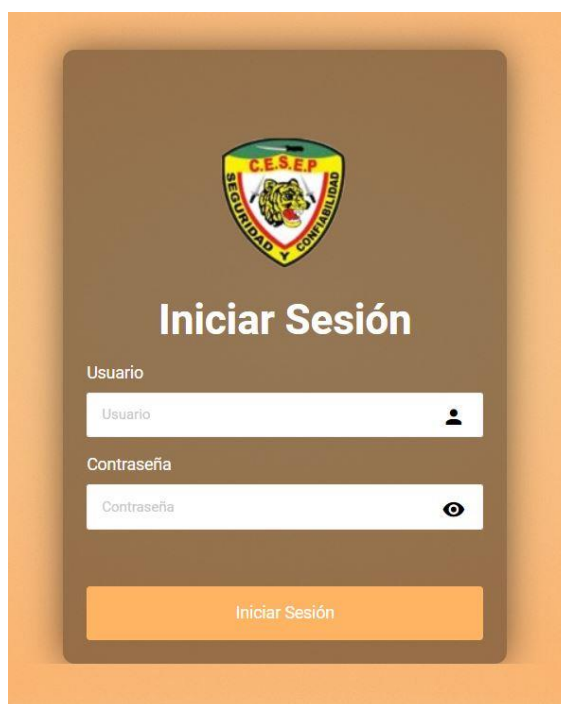 C.E.S.E.P
SEGURIDAD Y CONFIABILIDAD
Iniciar Sesión
Usuario
Usuario
Contraseña
Contraseña
Iniciar Sesión